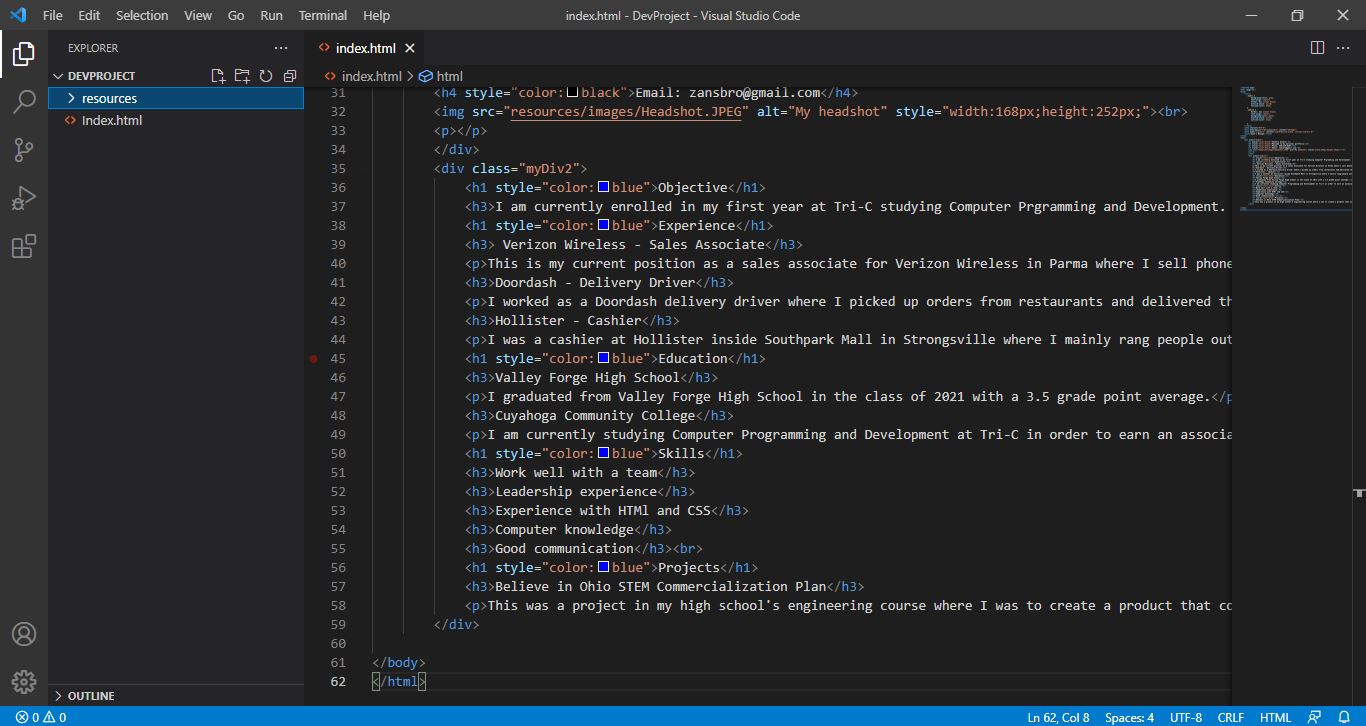 File Edit Selection View Go Run Terminal Help
index.html - DevProject - Visual Studio Code
EXPLORER
index.html
DEVPROJECT
index.html > html
resources
Index.html
31 <h4 style="color:black">Email: zansbro@gmail.com</h4>
32 <img src="resources/images/Headshot.JPEG" alt="My headshot" style="width:168px;height:252px;"><br>
33 <p></p>
34 </div>
35 <div class="myDiv2">
36 <h1 style="color:blue">Objective</h1>
37 <h3>I am currently enrolled in my first year at Tri-C studying Computer Prgramming and Development.
38 <h1 style="color:blue">Experience</h1>
39 <h3> Verizon Wireless - Sales Associate</h3>
40 <p>This is my current position as a sales associate for Verizon Wireless in Parma where I sell phone
41 <h3>Doordash - Delivery Driver</h3>
42 <p>I worked as a Doordash delivery driver where I picked up orders from restaurants and delivered th
43 <h3>Hollister - Cashier</h3>
44 <p>I was a cashier at Hollister inside Southpark Mall in Strongsville where I mainly rang people out
45 <h1 style="color:blue">Education</h1>
46 <h3>Valley Forge High School</h3>
47 <p>I graduated from Valley Forge High School in the class of 2021 with a 3.5 grade point average.</p
48 <h3>Cuyahoga Community College</h3>
49 <p>I am currently studying Computer Programming and Development at Tri-C in order to earn an associa
50 <h1 style="color:blue">Skills</h1>
51 <h3>Work well with a team</h3>
52 <h3>Leadership experience</h3>
53 <h3>Experience with HTMl and CSS</h3>
54 <h3>Computer knowledge</h3>
55 <h3>Good communication</h3><br>
56 <h1 style="color:blue">Projects</h1>
57 <h3>Believe in Ohio STEM Commercialization Plan</h3>
58 <p>This was a project in my high school's engineering course where I was to create a product that co
59 </div>
60
61 </body>
62 </html>
OUTLINE
0 0
Ln 62, Col 8 Spaces: 4 UTF-8 CRLF HTML